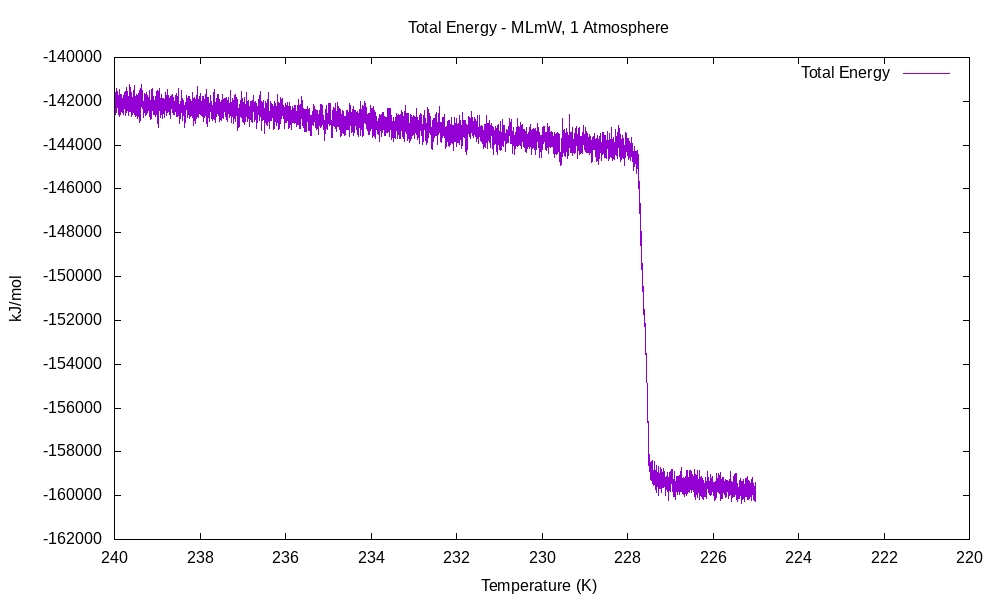 Total Energy - MLmW, 1 Atmosphere
Total Energy
-140000
-142000
-144000
-146000
-148000
-150000
-152000
-154000
-156000
-158000
-160000
-162000
kJ/mol
240 238 236 234 232 230 228 226 224 222 220
Temperature (K)